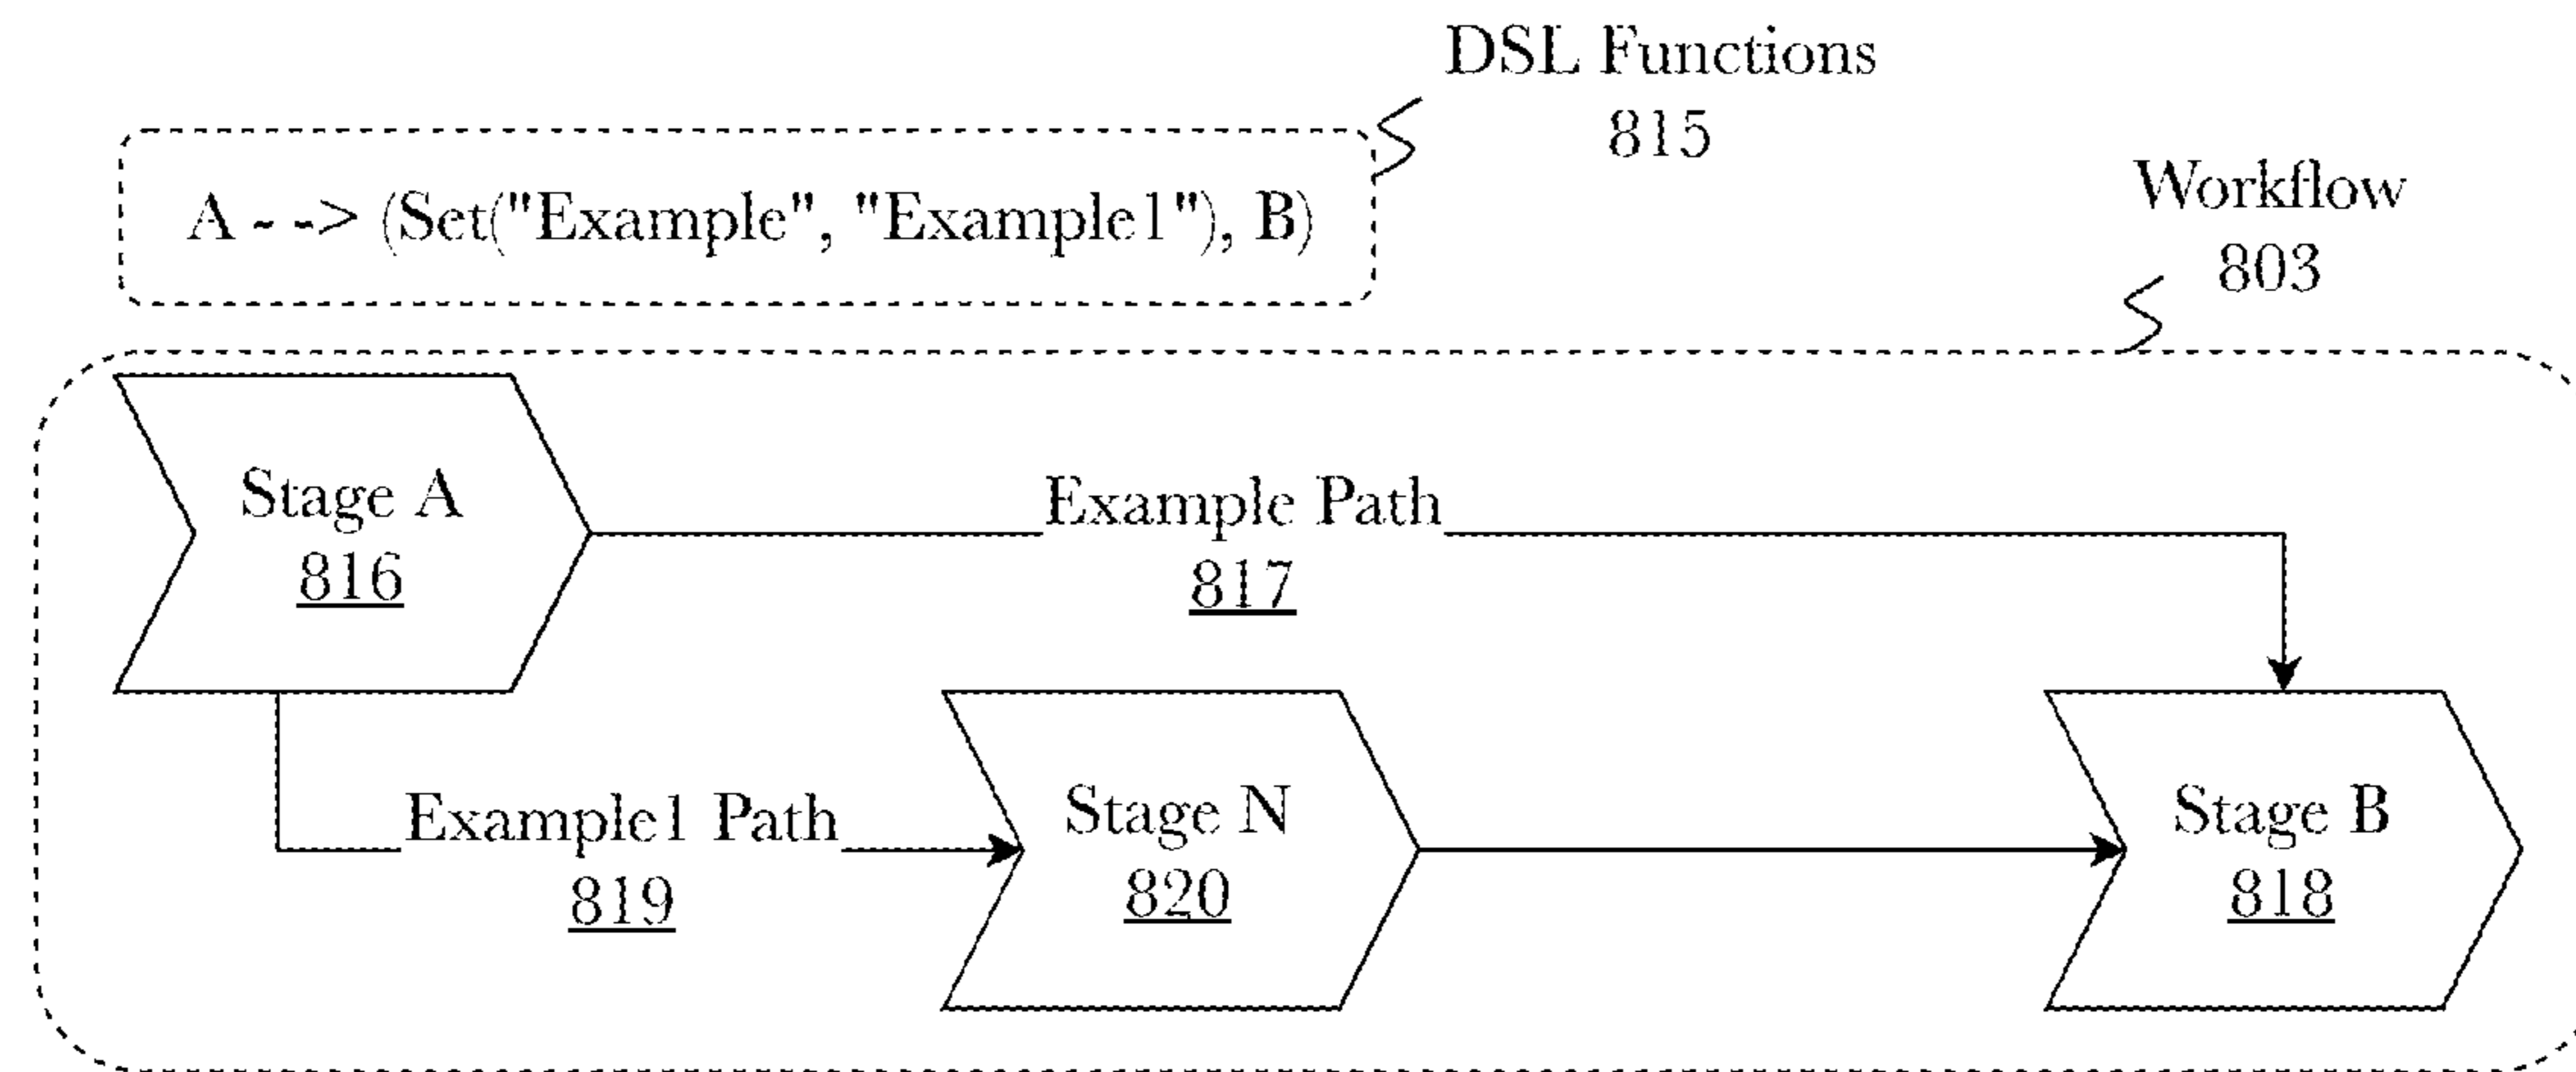 DSL Functions
815
A - -> (Set("Example", "Example1"), B)
Workflow
803
Stage A
816
Example Path
817
Example1 Path
819
Stage N
820
Stage B
818